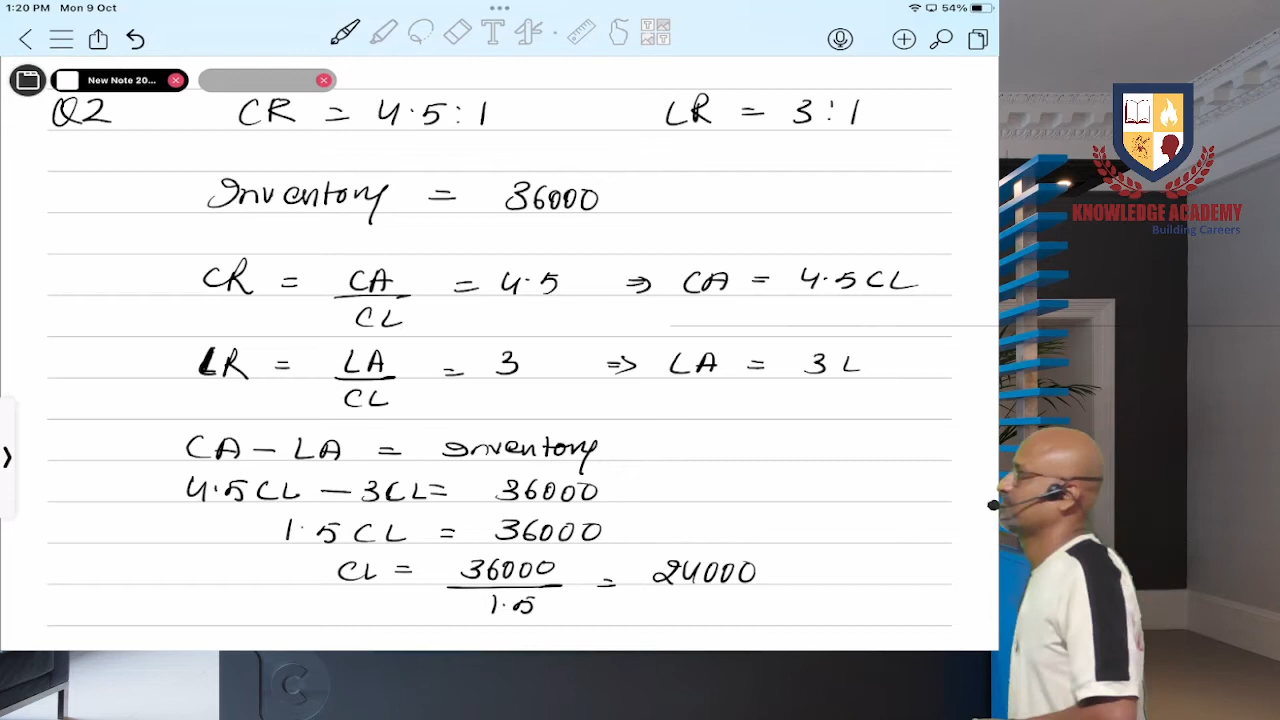 1:20 PM Mon 9 Oct
54%
New Note 20...
Q2 CR = 4.5:1 LR = 3:1
Inventory = 36000
CR = CA/CL = 4.5 ⇒ CA = 4.5CL
LR = LA/CL = 3 ⇒ LA = 3 L
CA - LA = Inventory
4.5CL - 3CL = 36000
1.5CL = 36000
CL = 36000/1.5 = 24000
KNOWLEDGE ACADEMY
Building Careers